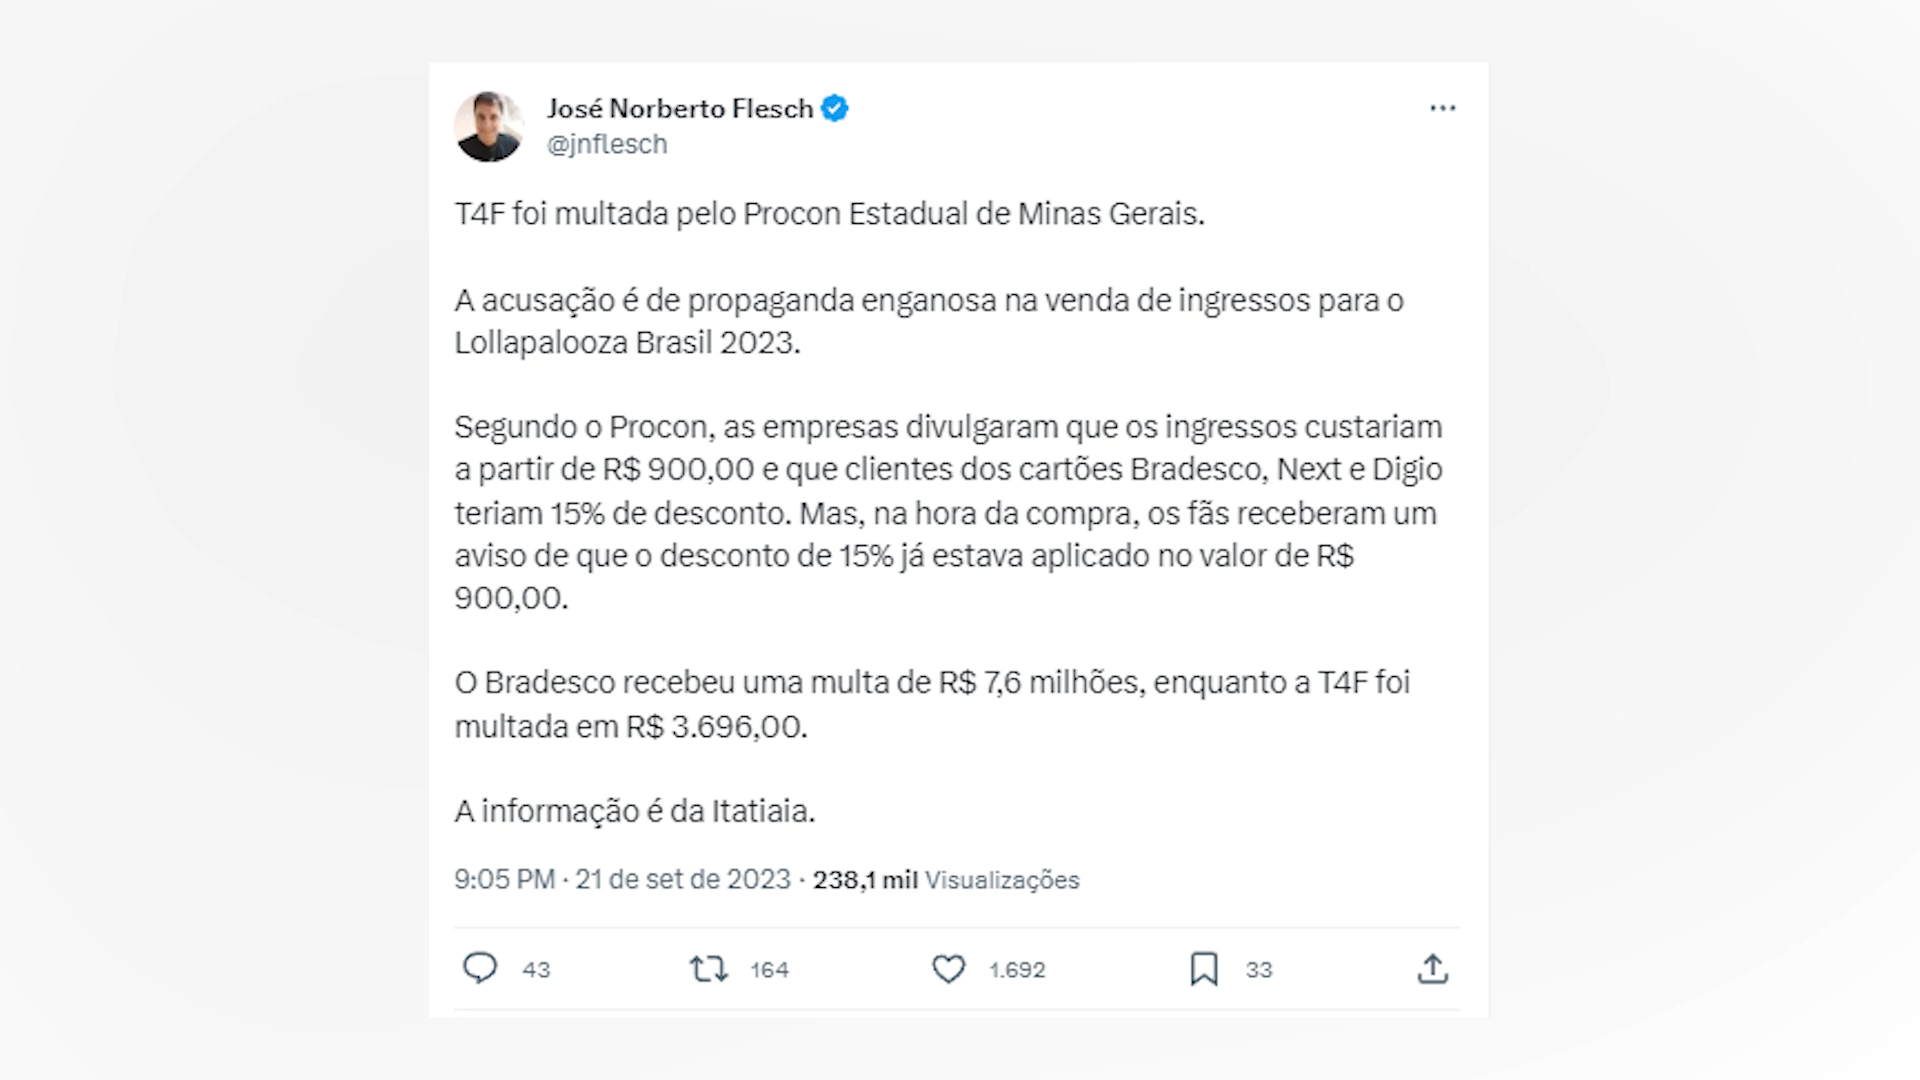 José Norberto Flesch
@jnflesch
T4F foi multada pelo Procon Estadual de Minas Gerais.
A acusação é de propaganda enganosa na venda de ingressos para o
Lollapalooza Brasil 2023.
Segundo o Procon, as empresas divulgaram que os ingressos custariam
a partir de R$ 900,00 e que clientes dos cartões Bradesco, Next e Digio
teriam 15% de desconto. Mas, na hora da compra, os fãs receberam um
aviso de que o desconto de 15% já estava aplicado no valor de R$
900,00.
O Bradesco recebeu uma multa de R$ 7,6 milhões, enquanto a T4F foi
multada em R$ 3.696,00.
A informação é da Itatiaia.
9:05 PM · 21 de set de 2023 · 238,1 mil Visualizações
43 164 1.692 33